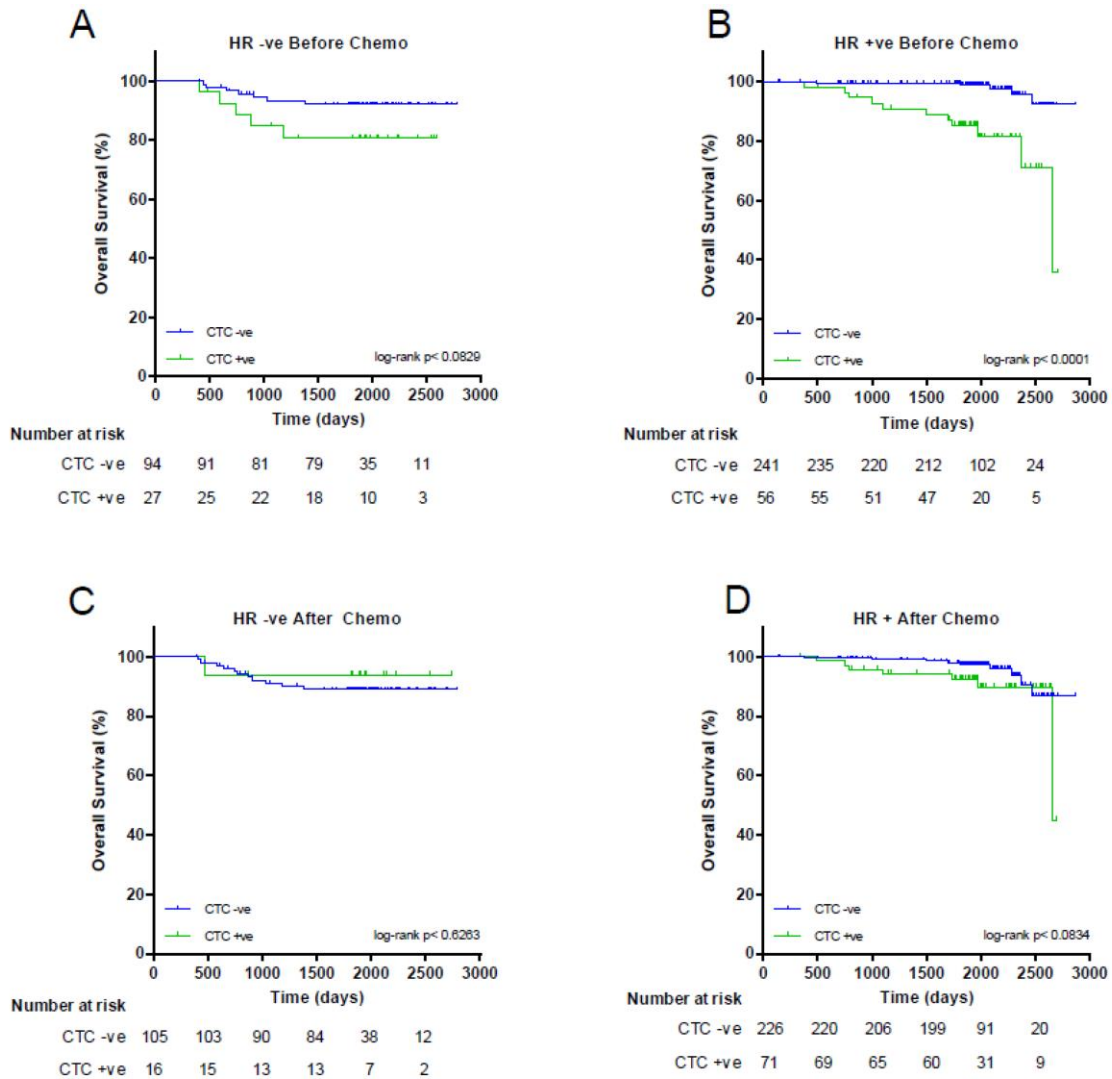 A
HR -ve Before Chemo
Overall Survival (%)
100
80
60
40
20
0
CTC -ve
CTC +ve
log-rank p< 0.0829
0 500 1000 1500 2000 2500 3000
Time (days)
Number at risk
CTC -ve 94 91 81 79 35 11
CTC +ve 27 25 22 18 10 3
B
HR +ve Before Chemo
Overall Survival (%)
100
80
60
40
20
0
CTC -ve
CTC +ve
log-rank p< 0.0001
0 500 1000 1500 2000 2500 3000
Time (days)
Number at risk
CTC -ve 241 235 220 212 102 24
CTC +ve 56 55 51 47 20 5
C
HR -ve After Chemo
Overall Survival (%)
100
80
60
40
20
0
CTC -ve
CTC +ve
log-rank p< 0.6263
0 500 1000 1500 2000 2500 3000
Time (days)
Number at risk
CTC -ve 105 103 90 84 38 12
CTC +ve 16 15 13 13 7 2
D
HR + After Chemo
Overall Survival (%)
100
80
60
40
20
0
CTC -ve
CTC +ve
log-rank p< 0.0834
0 500 1000 1500 2000 2500 3000
Time (days)
Number at risk
CTC -ve 226 220 206 199 91 20
CTC +ve 71 69 65 60 31 9